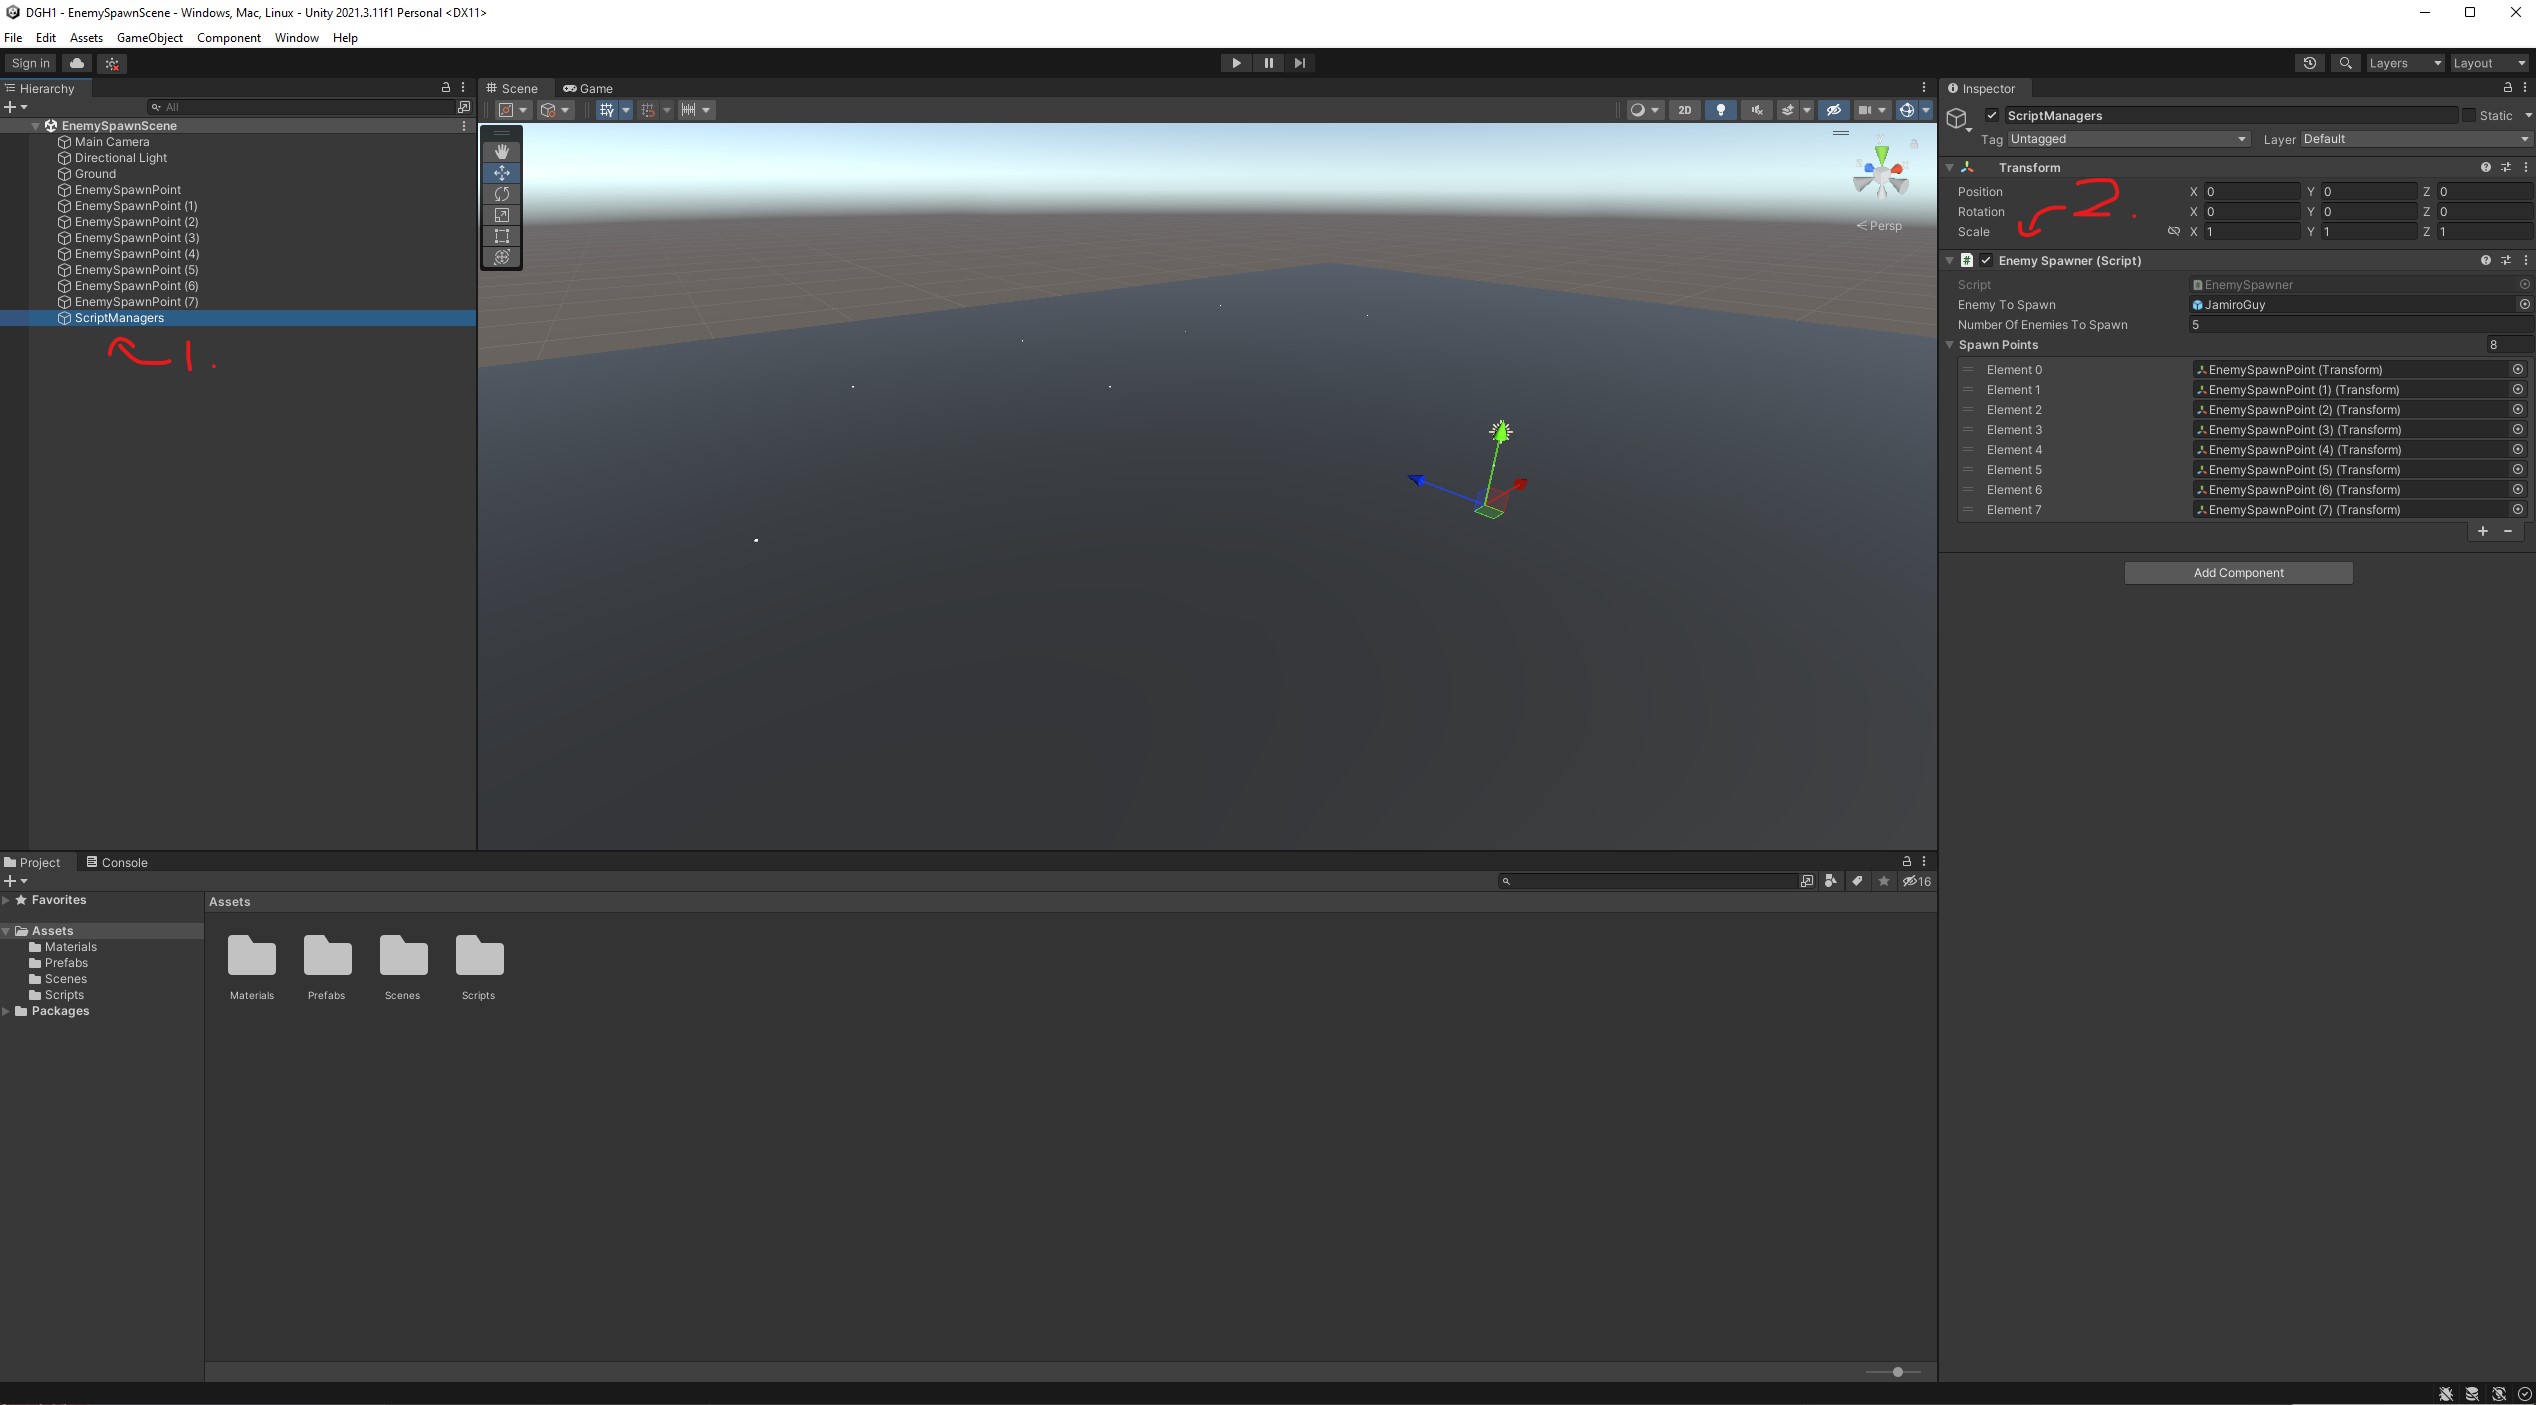 DGH1 - EnemySpawnScene - Windows, Mac, Linux - Unity 2021.3.11f1 Personal <DX11>
File Edit Assets GameObject Component Window Help
Sign in
Layers
Layout
Hierarchy
All
EnemySpawnScene
Main Camera
Directional Light
Ground
EnemySpawnPoint
EnemySpawnPoint (1)
EnemySpawnPoint (2)
EnemySpawnPoint (3)
EnemySpawnPoint (4)
EnemySpawnPoint (5)
EnemySpawnPoint (6)
EnemySpawnPoint (7)
ScriptManagers
1.
Scene
Game
2D
Persp
Inspector
ScriptManagers
Static
Tag Untagged Layer Default
Transform
Position X 0 Y 0 Z 0
Rotation X 0 Y 0 Z 0
Scale X 1 Y 1 Z 1
2.
Enemy Spawner (Script)
Script EnemySpawner
Enemy To Spawn JamiroGuy
Number Of Enemies To Spawn 5
Spawn Points 8
Element 0 EnemySpawnPoint (Transform)
Element 1 EnemySpawnPoint (1) (Transform)
Element 2 EnemySpawnPoint (2) (Transform)
Element 3 EnemySpawnPoint (3) (Transform)
Element 4 EnemySpawnPoint (4) (Transform)
Element 5 EnemySpawnPoint (5) (Transform)
Element 6 EnemySpawnPoint (6) (Transform)
Element 7 EnemySpawnPoint (7) (Transform)
Add Component
Project
Console
16
Favorites
Assets
Materials
Prefabs
Scenes
Scripts
Packages
Assets
Materials
Prefabs
Scenes
Scripts